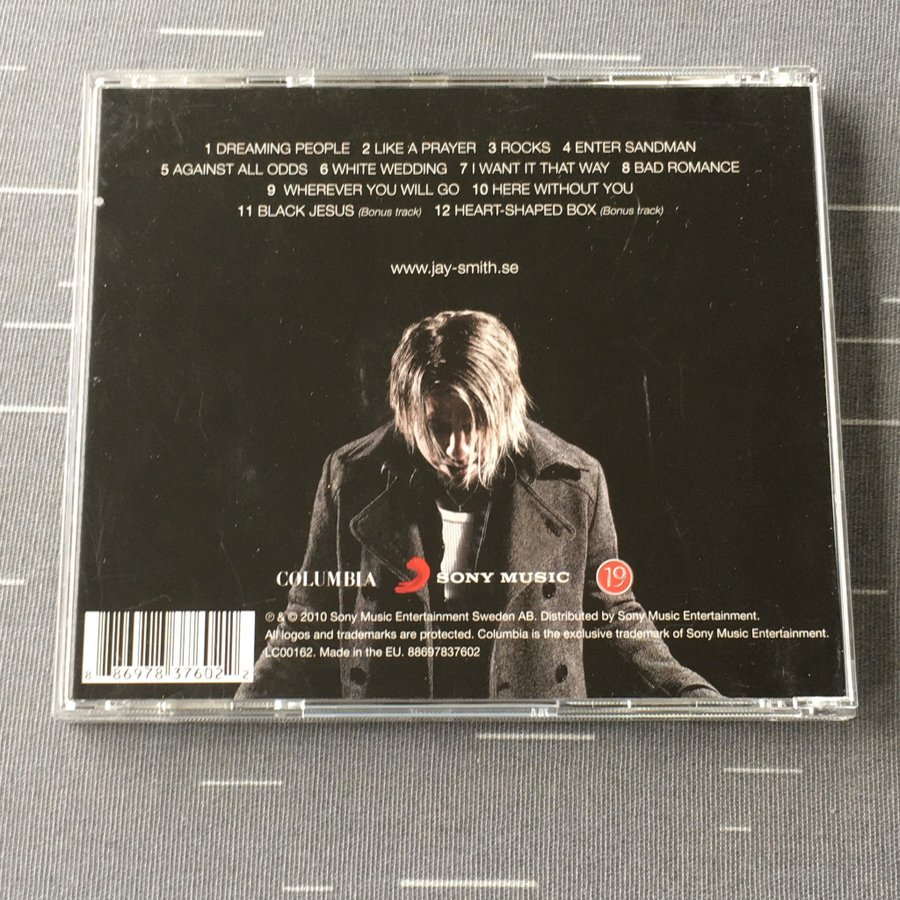 1 DREAMING PEOPLE 2 LIKE A PRAYER 3 ROCKS 4 ENTER SANDMAN
5 AGAINST ALL ODDS 6 WHITE WEDDING 7 I WANT IT THAT WAY 8 BAD ROMANCE
9 WHEREVER YOU WILL GO 10 HERE WITHOUT YOU
11 BLACK JESUS (Bonus track) 12 HEART-SHAPED BOX (Bonus track)
www.jay-smith.se
COLUMBIA SONY MUSIC 19
℗ & © 2010 Sony Music Entertainment Sweden AB. Distributed by Sony Music Entertainment.
All logos and trademarks are protected. Columbia is the exclusive trademark of Sony Music Entertainment.
LC00162. Made in the EU. 88697837602
8 86978 37602 2